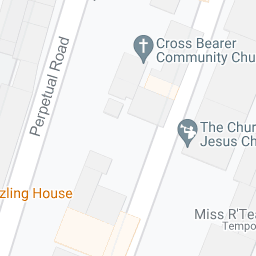 Cross Bearer
Community Chu
Perpetual Road
The Chur
Jesus Ch
zling House
Miss R'Tea
Tempo